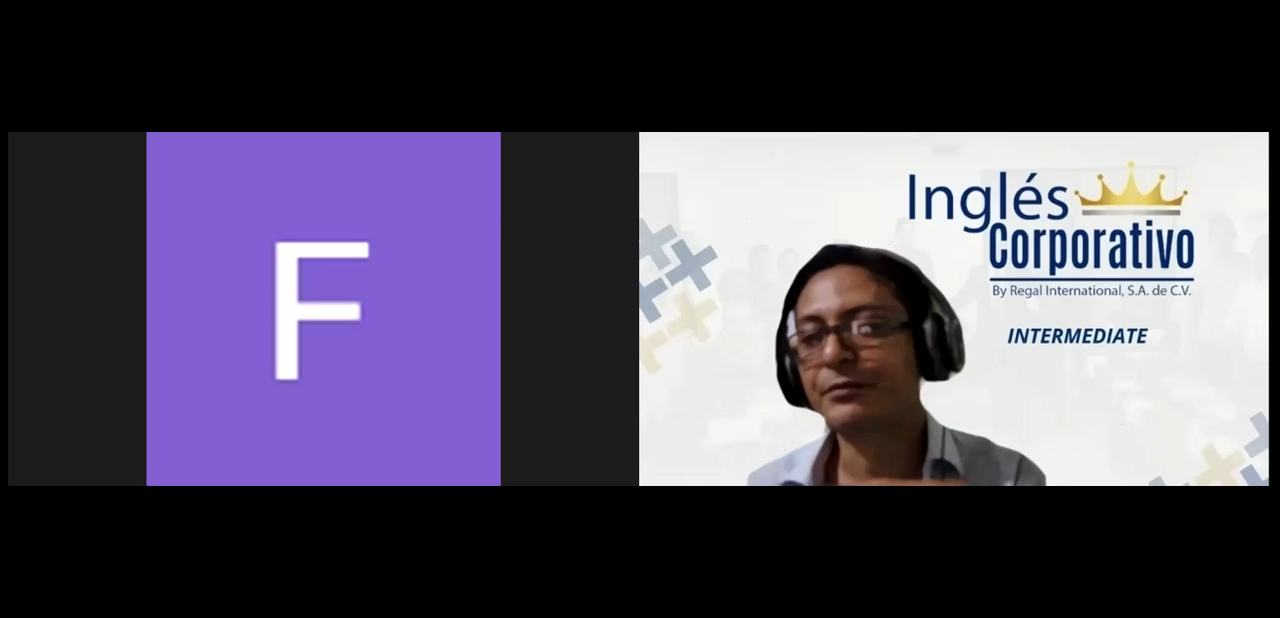 F
Inglés
Corporativo
By Regal International, S.A. de C.V.
INTERMEDIATE